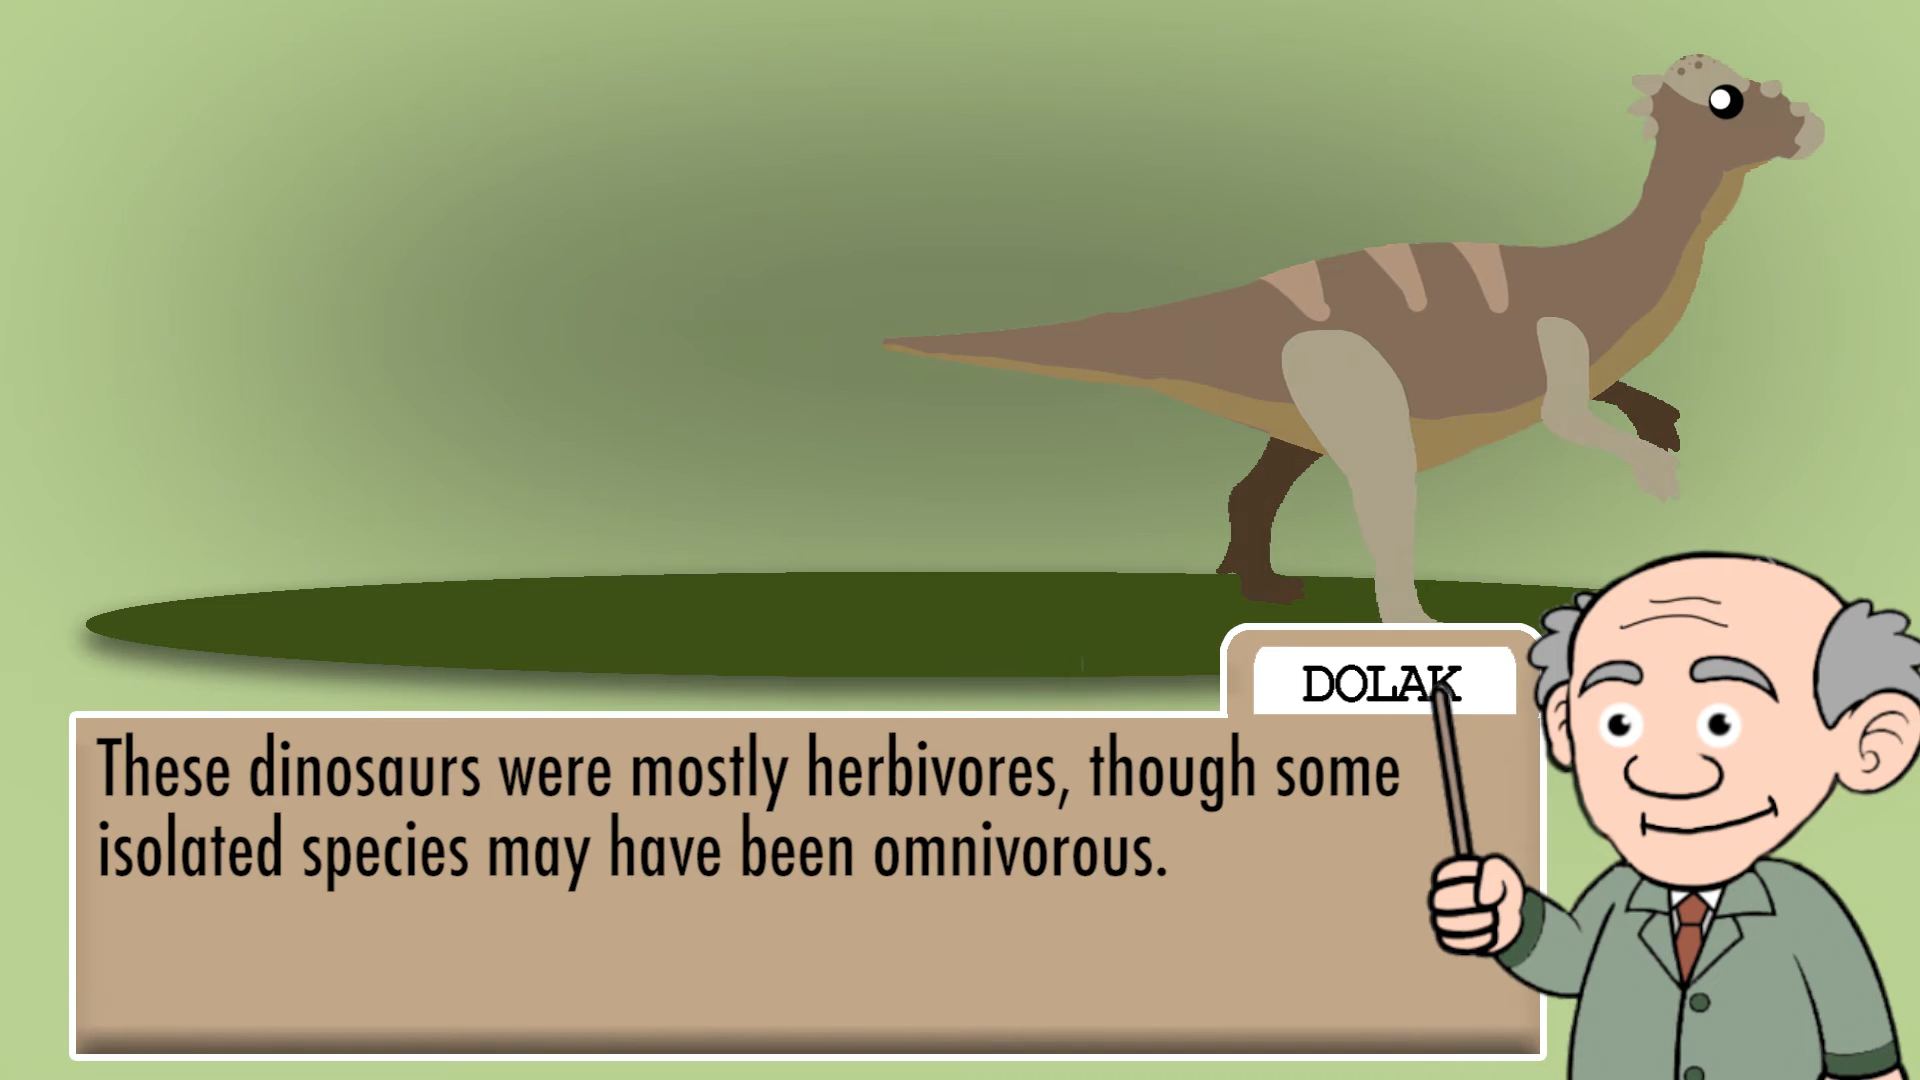 DOLAK
These dinosaurs were mostly herbivores, though some
isolated species may have been omnivorous.